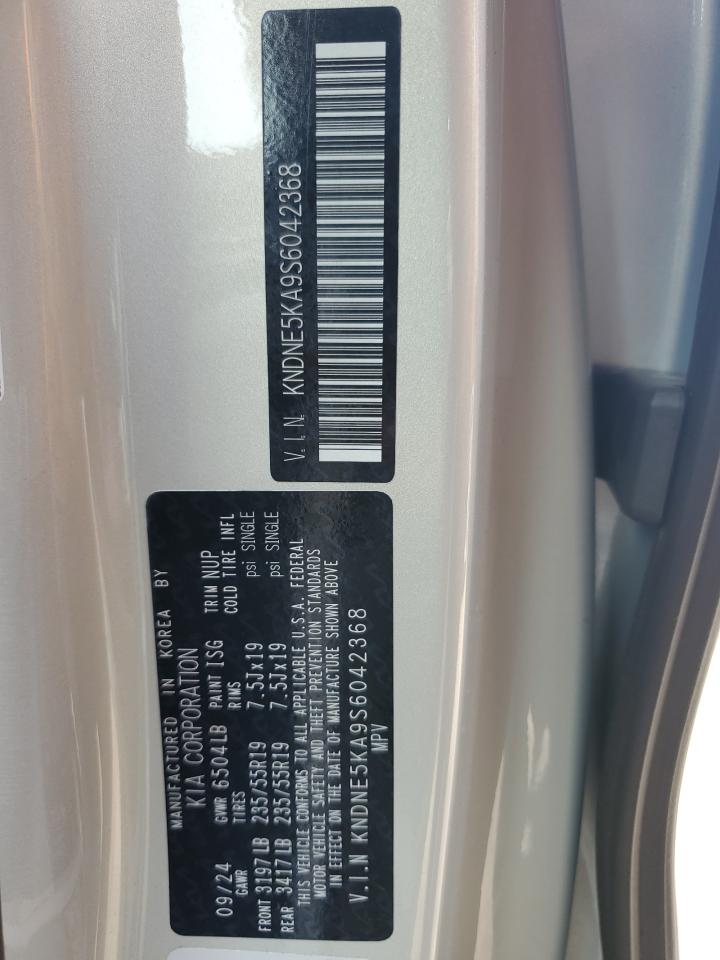 MANUFACTURED IN KOREA BY
KIA CORPORATION
09/24 GVWR 6504LB PAINT ISG TRIM NUP
GAWR TIRES RIMS COLD TIRE INFL
FRONT 3197LB 235/55R19 7.5Jx19 psi SINGLE
REAR 3417LB 235/55R19 7.5Jx19 psi SINGLE
THIS VEHICLE CONFORMS TO ALL APPLICABLE U.S.A. FEDERAL
MOTOR VEHICLE SAFETY AND THEFT PREVENTION STANDARDS
IN EFFECT ON THE DATE OF MANUFACTURE SHOWN ABOVE
V.I.N KNDNE5KA9S6042368
MPV
V.I.N. KNDNE5KA9S6042368